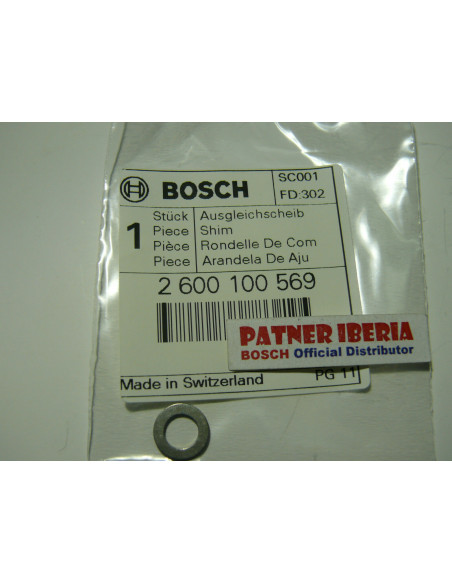 BOSCH
SC001
FD:302
1
Stück Ausgleichscheib
Piece Shim
Pièce Rondelle De Com
Piece Arandela De Aju
2 600 100 569
PATNER IBERIA
BOSCH Official Distributor
Made in Switzerland
PG 11